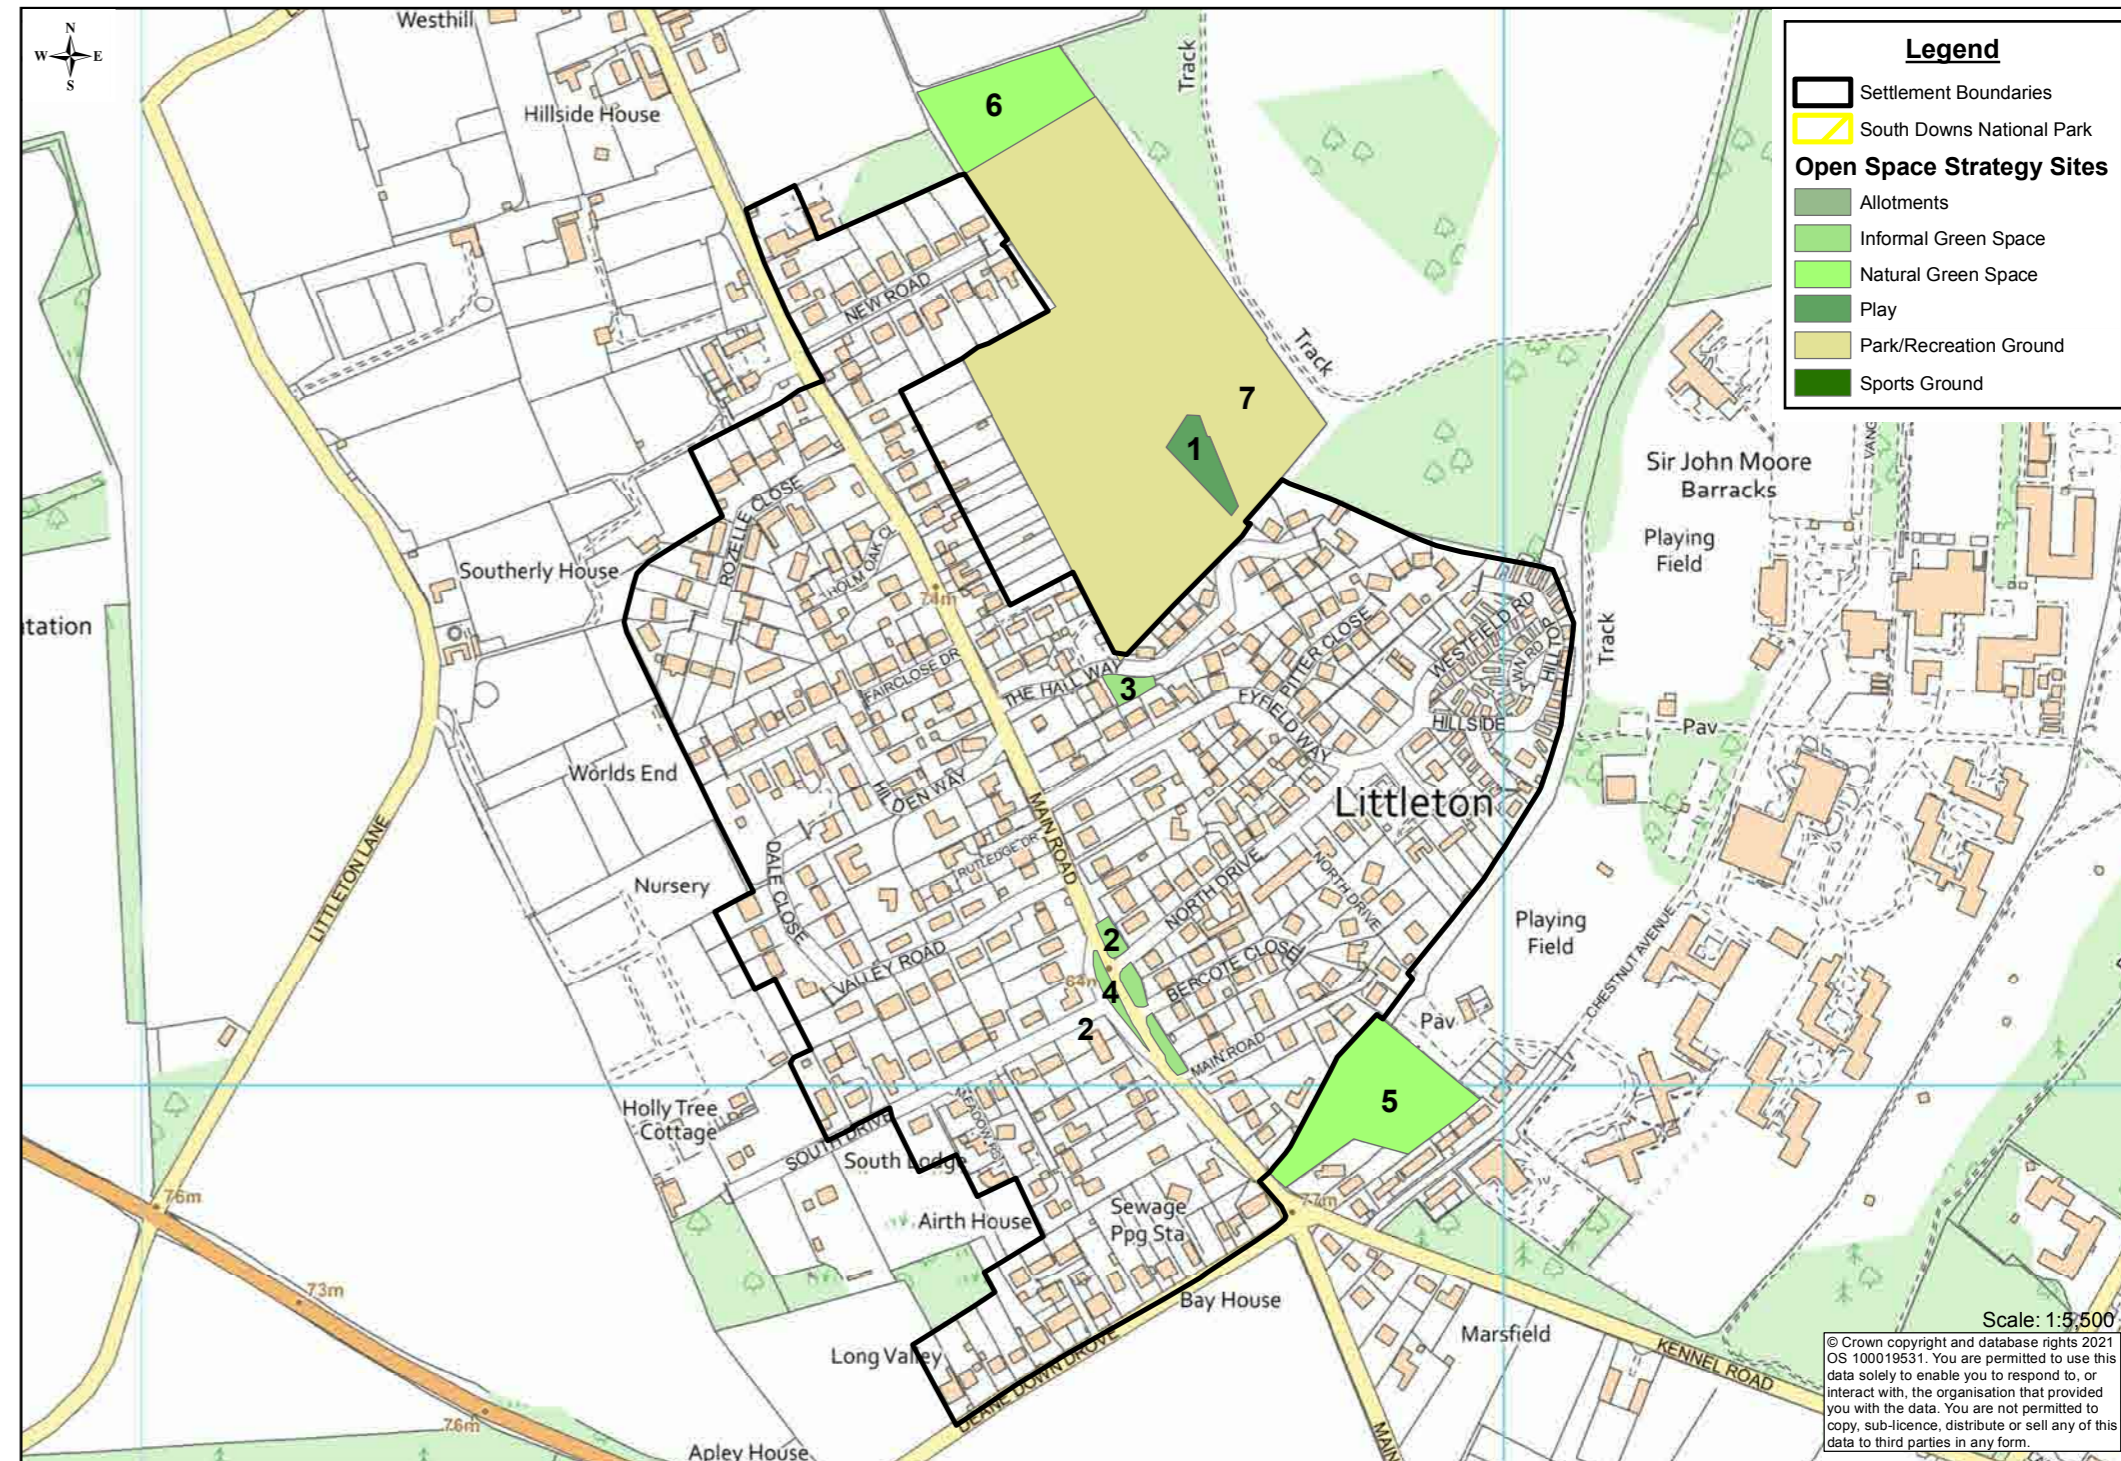 Westhill
N
W E
S
Hillside House
Track
6
Legend
Settlement Boundaries
South Downs National Park
Open Space Strategy Sites
Allotments
Informal Green Space
Natural Green Space
Play
Park/Recreation Ground
Sports Ground
NEW ROAD
Track
7
1
Sir John Moore
Barracks
VANG
Playing
Field
ROZELLE CLOSE
HOLM OAK CL
Southerly House
74m
tation
FAIRCLOSE DR
THE HALL WAY
3
PITTER CLOSE
EYFIELD WAY
WESTFIELD RD
HILLTOP
HILLSIDE
Track
Pav
Worlds End
HILDEN WAY
Littleton
MAIN ROAD
RUTLEDGE DR
LITTLETON LANE
Nursery
DALE CLOSE
VALLEY ROAD
NORTH DRIVE
NORTH DRIVE
BERCOTE CLOSE
Playing
Field
CHESTNUT AVENUE
2
64m
4
2
MAIN ROAD
Pav
5
Holly Tree
Cottage
SOUTH DRIVE
South Lodge
Airth House
Sewage
Ppg Sta
77m
76m
73m
Bay House
Long Valley
DEANE DOWN DROVE
Marsfield
KENNEL ROAD
MAIN
76m
Apley House
Scale: 1:5,500
© Crown copyright and database rights 2021
OS 100019531. You are permitted to use this
data solely to enable you to respond to, or
interact with, the organisation that provided
you with the data. You are not permitted to
copy, sub-licence, distribute or sell any of this
data to third parties in any form.